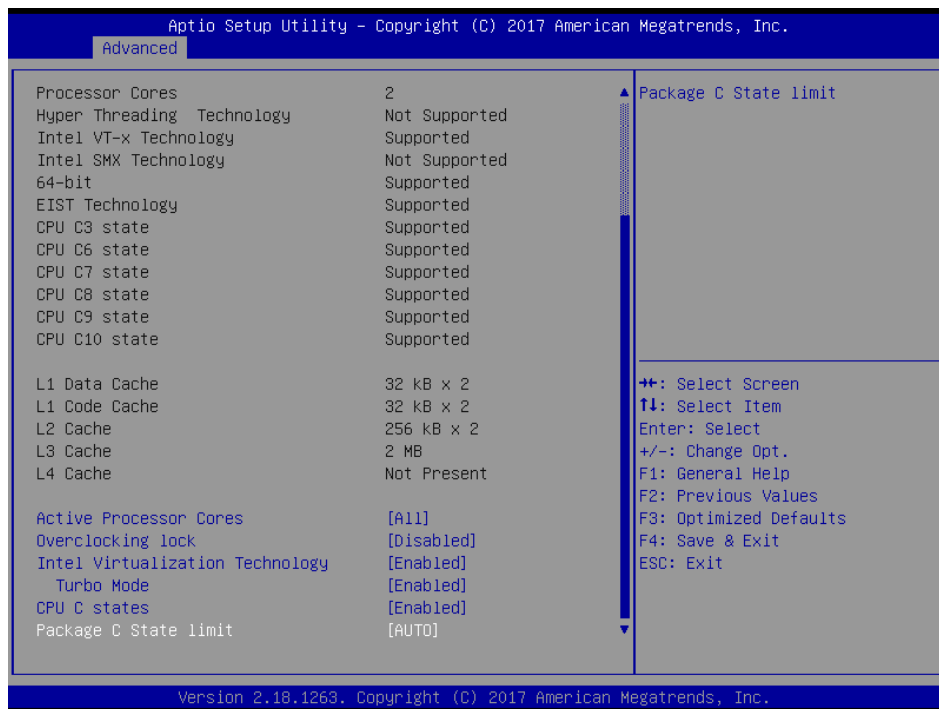 Aptio Setup Utility – Copyright (C) 2017 American Megatrends, Inc.
Advanced
Processor Cores 2
Hyper Threading Technology Not Supported
Intel VT-x Technology Supported
Intel SMX Technology Not Supported
64-bit Supported
EIST Technology Supported
CPU C3 state Supported
CPU C6 state Supported
CPU C7 state Supported
CPU C8 state Supported
CPU C9 state Supported
CPU C10 state Supported
L1 Data Cache 32 kB x 2
L1 Code Cache 32 kB x 2
L2 Cache 256 kB x 2
L3 Cache 2 MB
L4 Cache Not Present
Active Processor Cores [All]
Overclocking lock [Disabled]
Intel Virtualization Technology [Enabled]
Turbo Mode [Enabled]
CPU C states [Enabled]
Package C State limit [AUTO]
Package C State limit
→←: Select Screen
↑↓: Select Item
Enter: Select
+/-: Change Opt.
F1: General Help
F2: Previous Values
F3: Optimized Defaults
F4: Save & Exit
ESC: Exit
Version 2.18.1263. Copyright (C) 2017 American Megatrends, Inc.